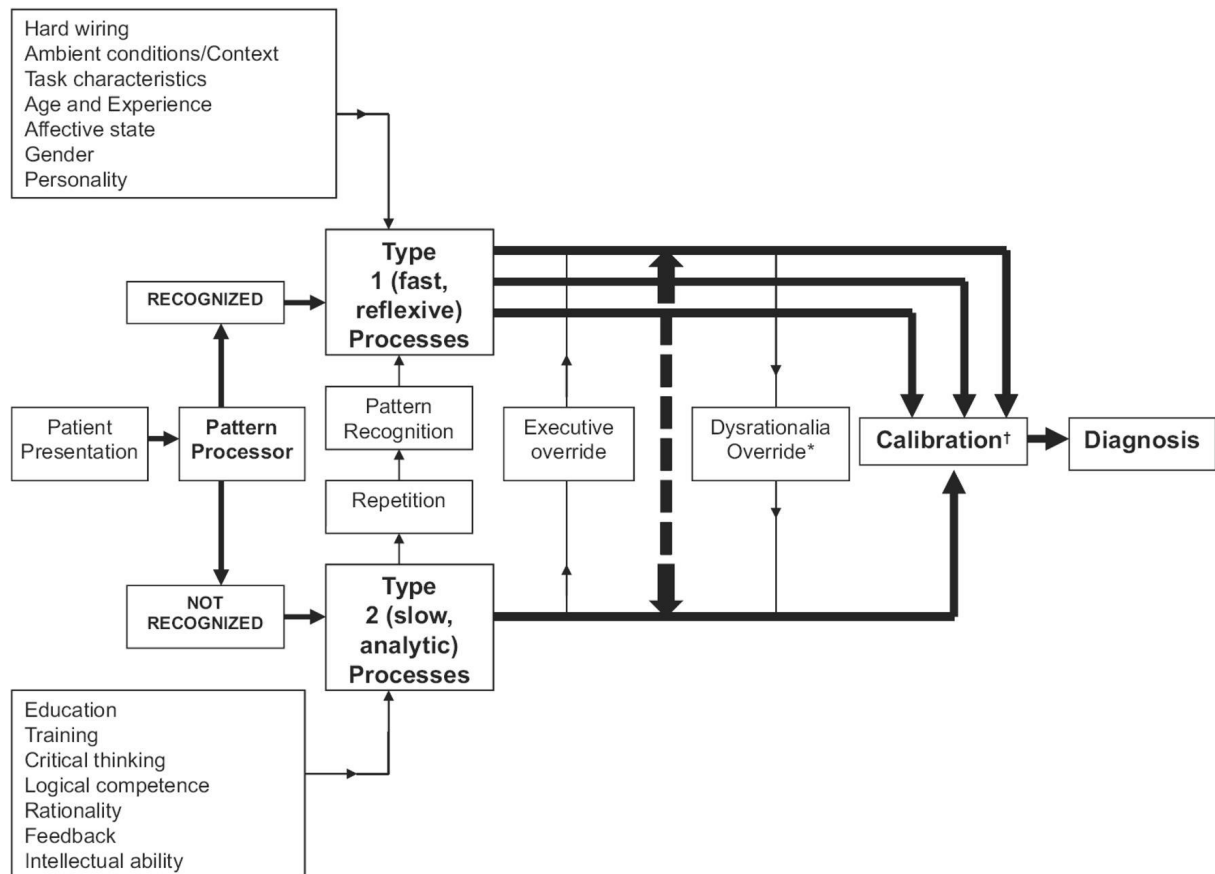 Hard wiring
Ambient conditions/Context
Task characteristics
Age and Experience
Affective state
Gender
Personality
Type
1 (fast,
reflexive)
Processes
RECOGNIZED
Patient
Presentation
Pattern
Processor
Pattern
Recognition
Repetition
Executive
override
Dysrationalia
Override*
Calibration†
Diagnosis
NOT
RECOGNIZED
Type
2 (slow,
analytic)
Processes
Education
Training
Critical thinking
Logical competence
Rationality
Feedback
Intellectual ability